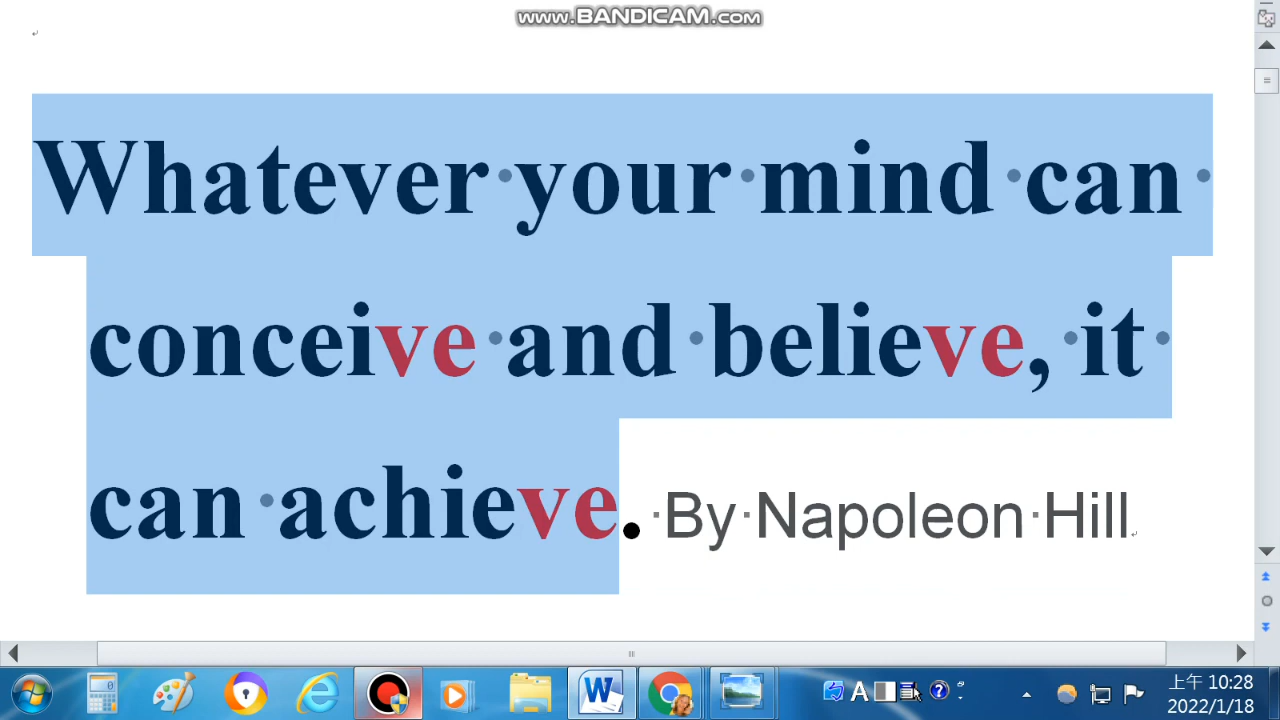 www.BANDICAM.com
Whatever your mind can
conceive and believe, it
can achieve. By Napoleon Hill
上午 10:28
2022/1/18